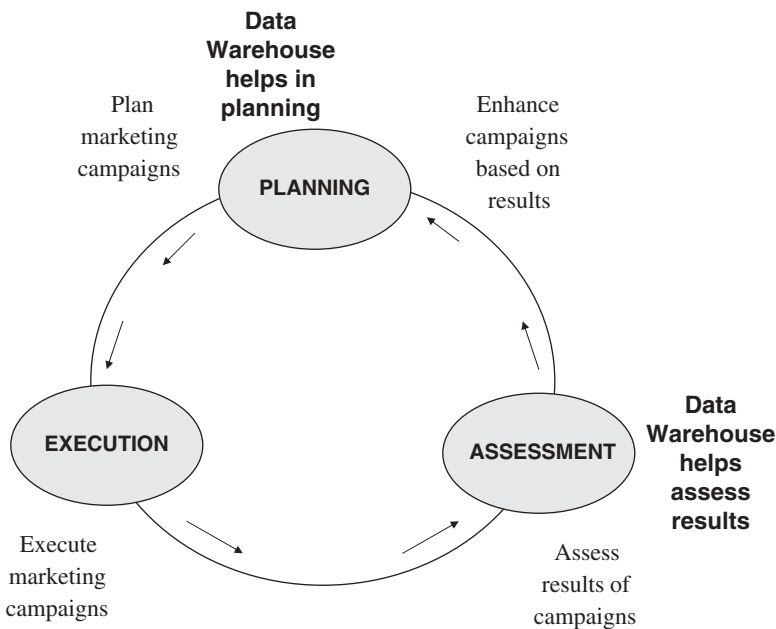 Data
Warehouse
helps in
planning
Plan
marketing
campaigns
Enhance
campaigns
based on
results
PLANNING
EXECUTION
ASSESSMENT
Data
Warehouse
helps
assess
results
Execute
marketing
campaigns
Assess
results of
campaigns